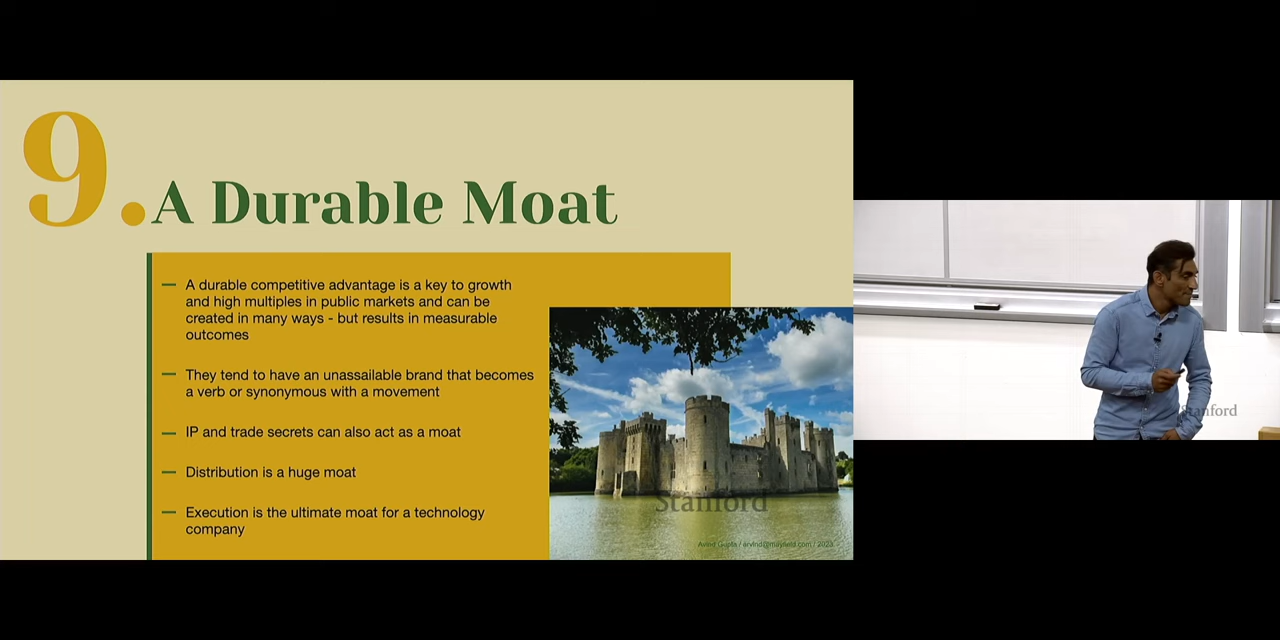 9.
A Durable Moat
— A durable competitive advantage is a key to growth
and high multiples in public markets and can be
created in many ways - but results in measurable
outcomes
— They tend to have an unassailable brand that becomes
a verb or synonymous with a movement
— IP and trade secrets can also act as a moat
— Distribution is a huge moat
— Execution is the ultimate moat for a technology
company
Stanford
Arvind Gupta / arvind@mayfield.com / 2023
Stanford